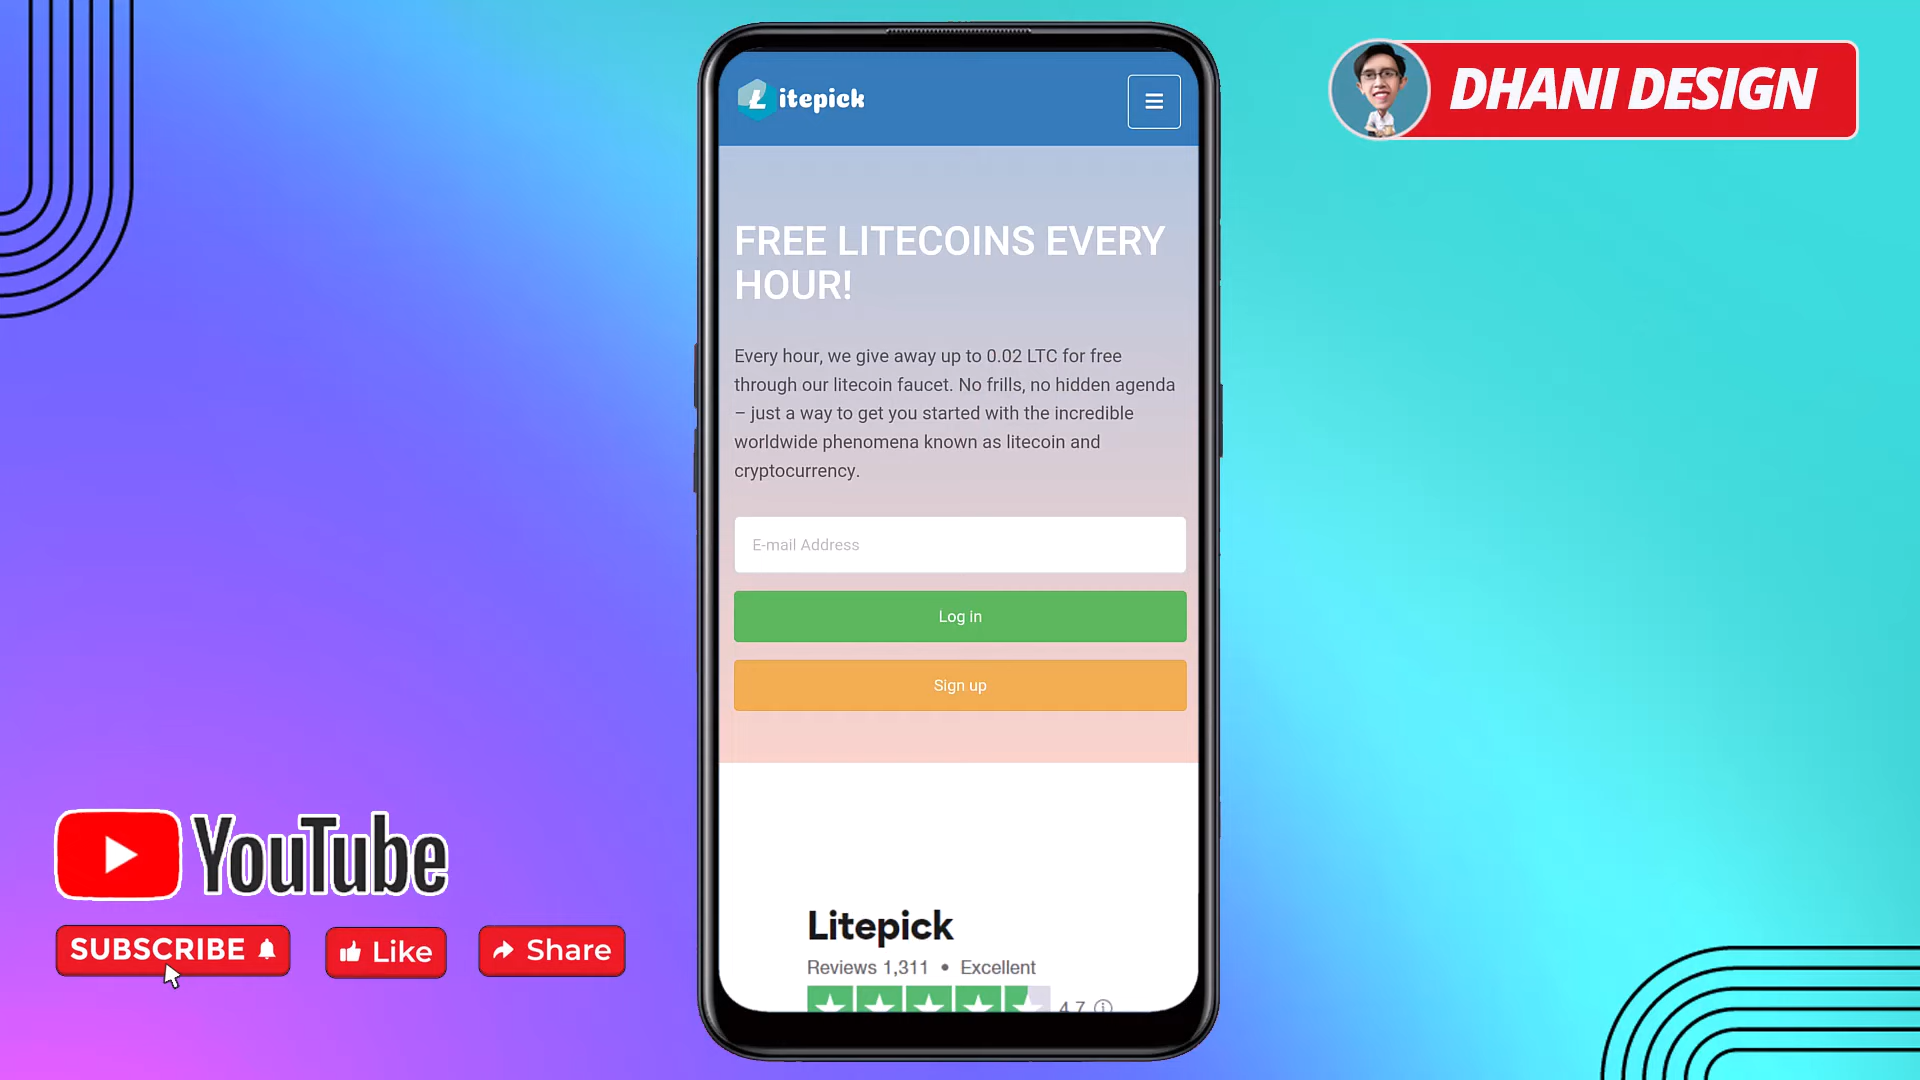 itepick
DHANI DESIGN
FREE LITECOINS EVERY
HOUR!
Every hour, we give away up to 0.02 LTC for free
through our litecoin faucet. No frills, no hidden agenda
– just a way to get you started with the incredible
worldwide phenomena known as litecoin and
cryptocurrency.
E-mail Address
Log in
Sign up
YouTube
SUBSCRIBE
Like
Share
Litepick
Reviews 1,311 • Excellent
4.7